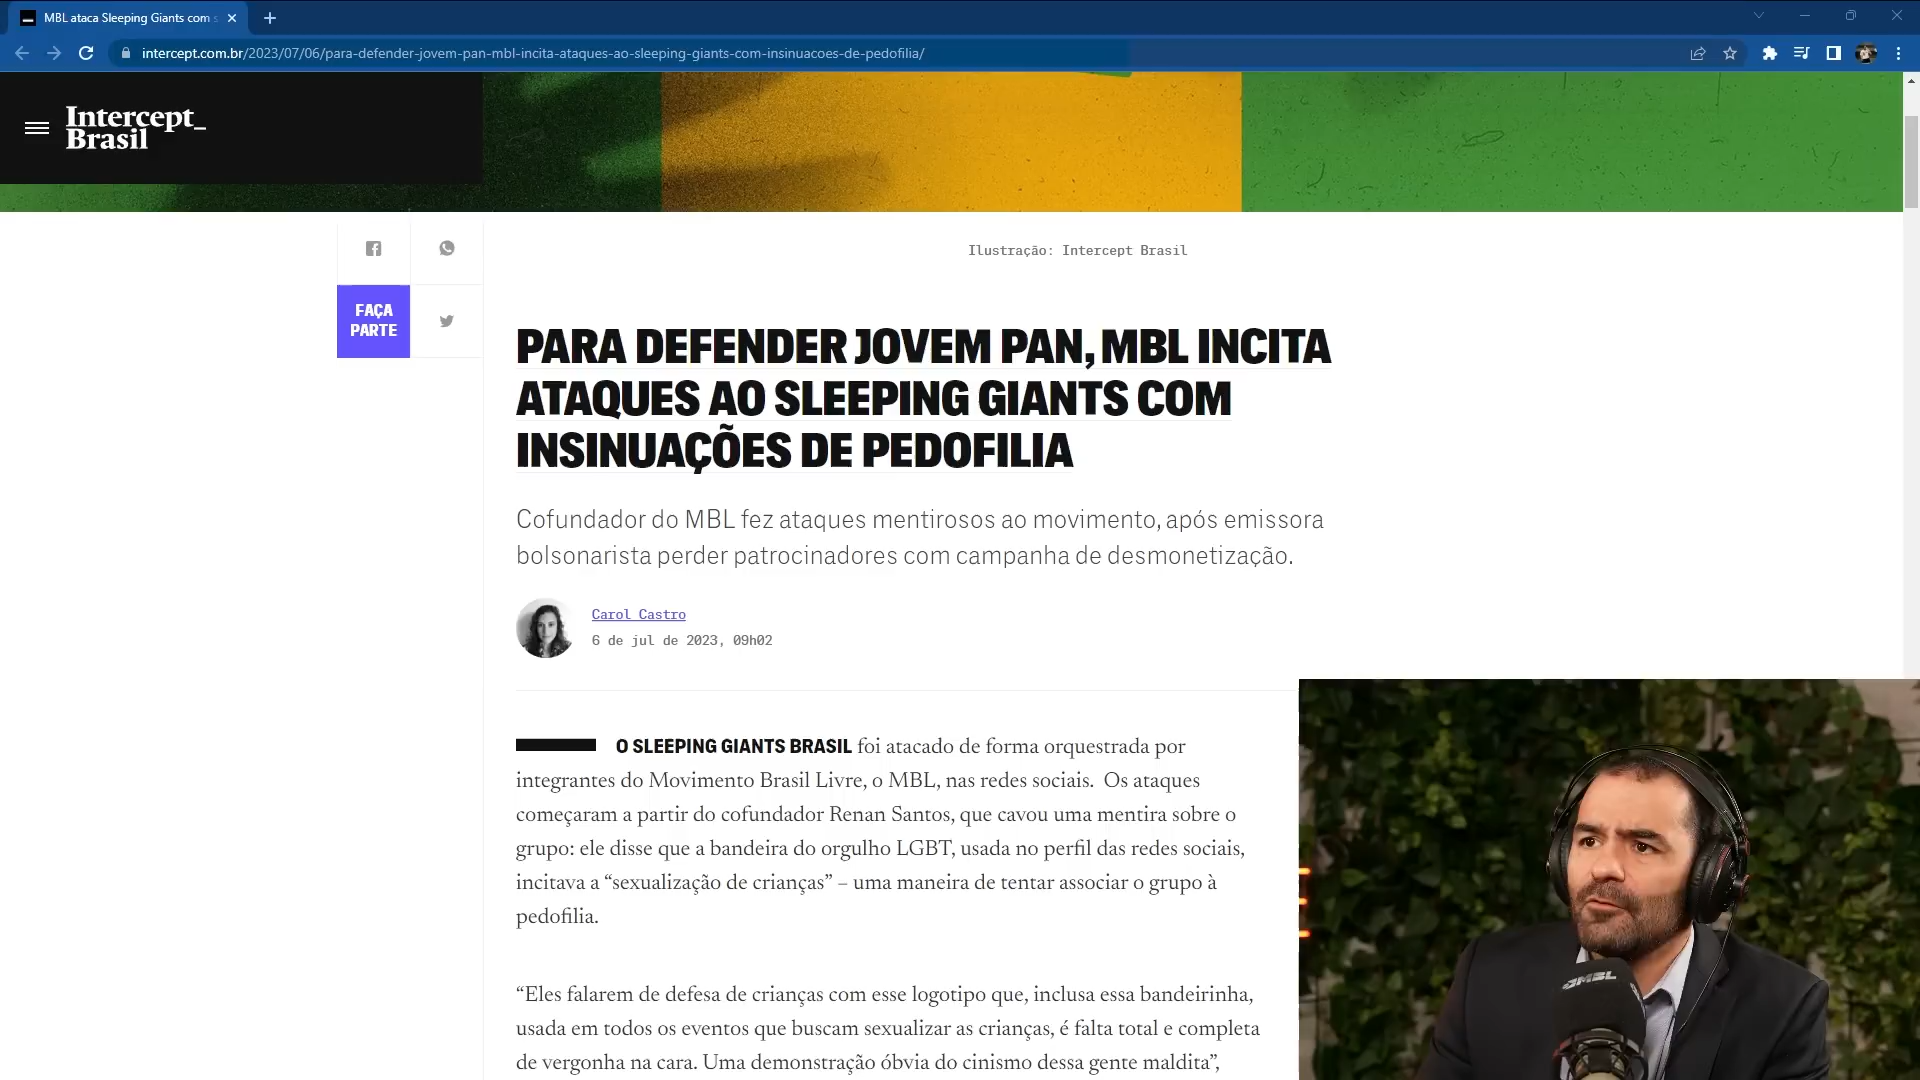 MBL ataca Sleeping Giants com
intercept.com.br/2023/07/06/para-defender-jovem-pan-mbl-incita-ataques-ao-sleeping-giants-com-insinuacoes-de-pedofilia/
Intercept_
Brasil
Ilustração: Intercept Brasil
FAÇA
PARTE
PARA DEFENDER JOVEM PAN, MBL INCITA
ATAQUES AO SLEEPING GIANTS COM
INSINUAÇÕES DE PEDOFILIA
Cofundador do MBL fez ataques mentirosos ao movimento, após emissora
bolsonarista perder patrocinadores com campanha de desmonetização.
Carol Castro
6 de jul de 2023, 09h02
O SLEEPING GIANTS BRASIL foi atacado de forma orquestrada por
integrantes do Movimento Brasil Livre, o MBL, nas redes sociais. Os ataques
começaram a partir do cofundador Renan Santos, que cavou uma mentira sobre o
grupo: ele disse que a bandeira do orgulho LGBT, usada no perfil das redes sociais,
incitava a “sexualização de crianças” – uma maneira de tentar associar o grupo à
pedofilia.
“Eles falarem de defesa de crianças com esse logotipo que, inclusa essa bandeirinha,
usada em todos os eventos que buscam sexualizar as crianças, é falta total e completa
de vergonha na cara. Uma demonstração óbvia do cinismo dessa gente maldita”,
MBL